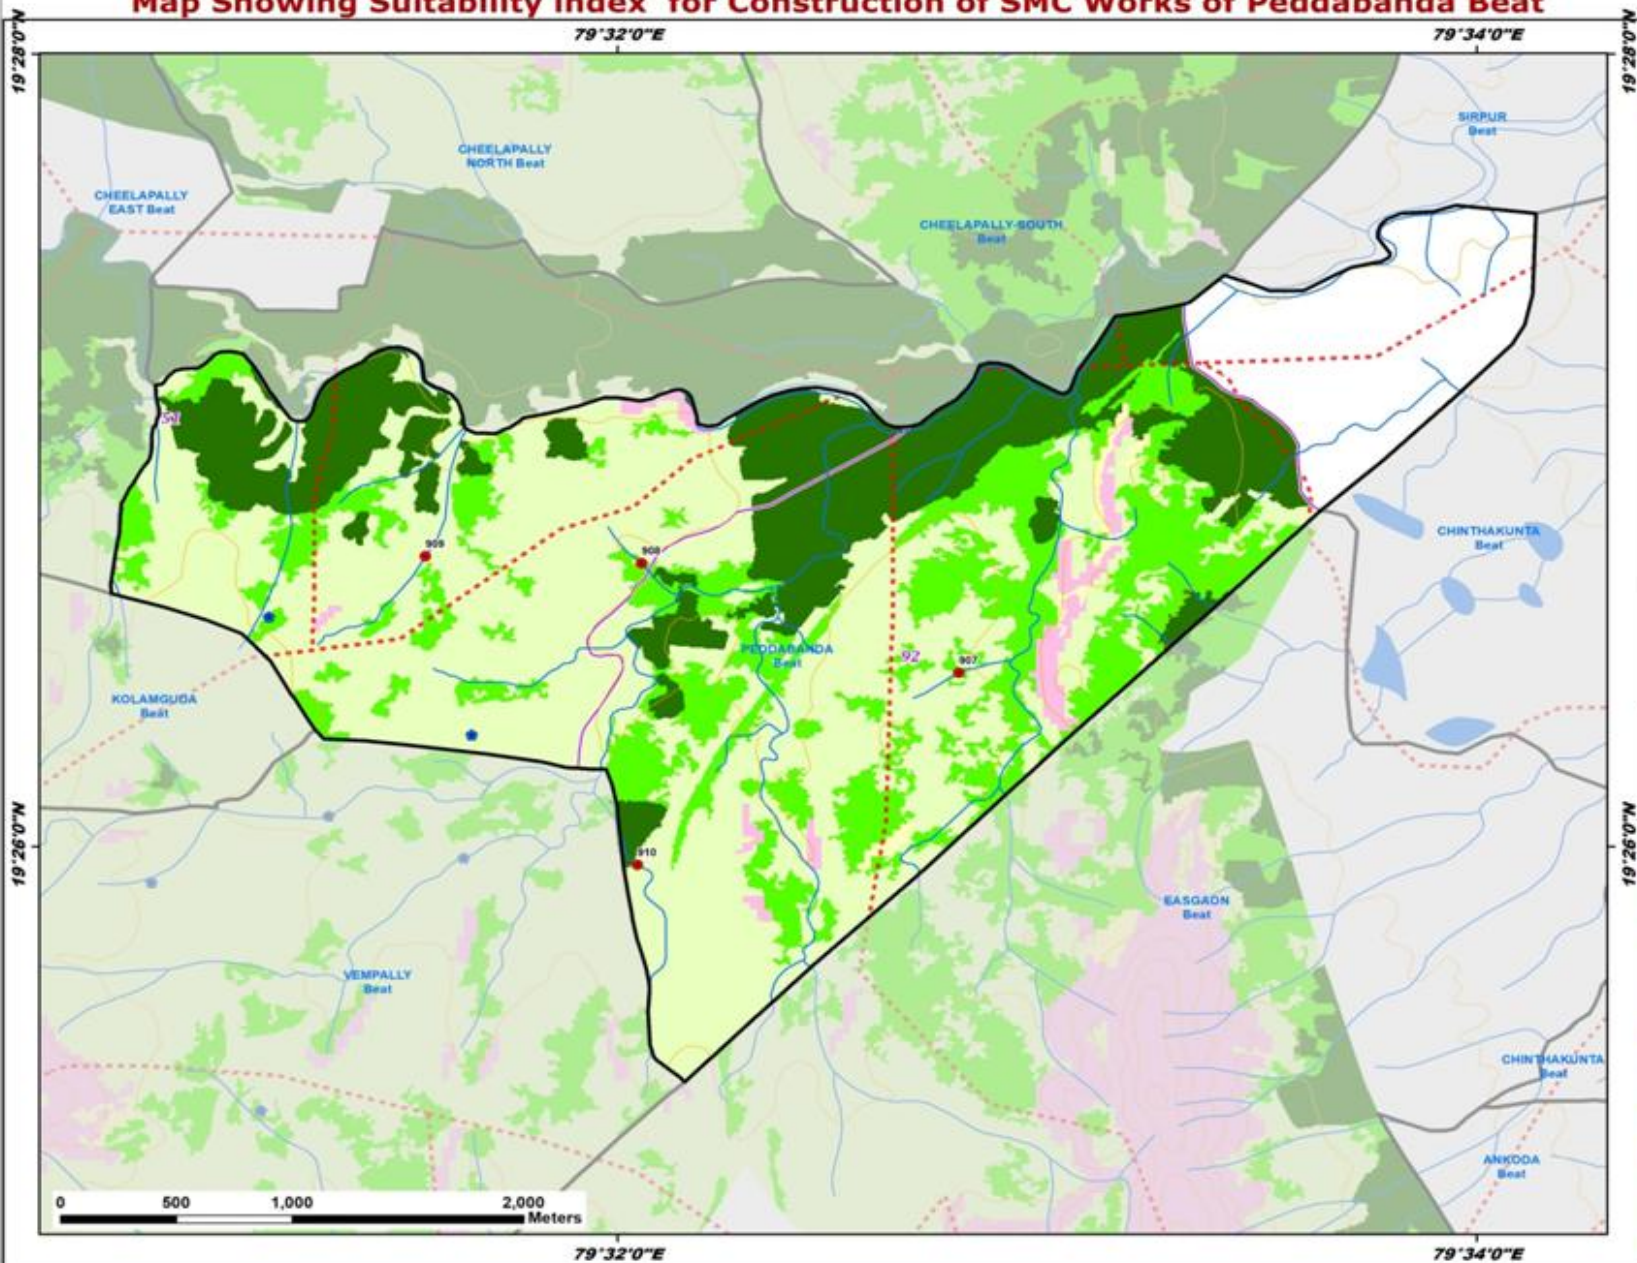 Map Showing Suitability Index for Construction of SMC Works of Peddabanda Beat
79°32'0"E
79°34'0"E
19°28'0"N
19°28'0"N
SIRPUR
Beat
CHEELAPALLY
NORTH Beat
CHEELAPALLY
EAST Beat
CHEELAPALLY SOUTH
Beat
CHINTHAKUNTA
Beat
909
908
PEDDABANDA
Beat
92
907
KOLAMGUDA
Beat
19°26'0"N
19°26'0"N
910
EASGAON
Beat
VEMPALLY
Beat
CHINTHAKUNTA
Beat
ANKODA
Beat
0
500
1,000
2,000
Meters
79°32'0"E
79°34'0"E